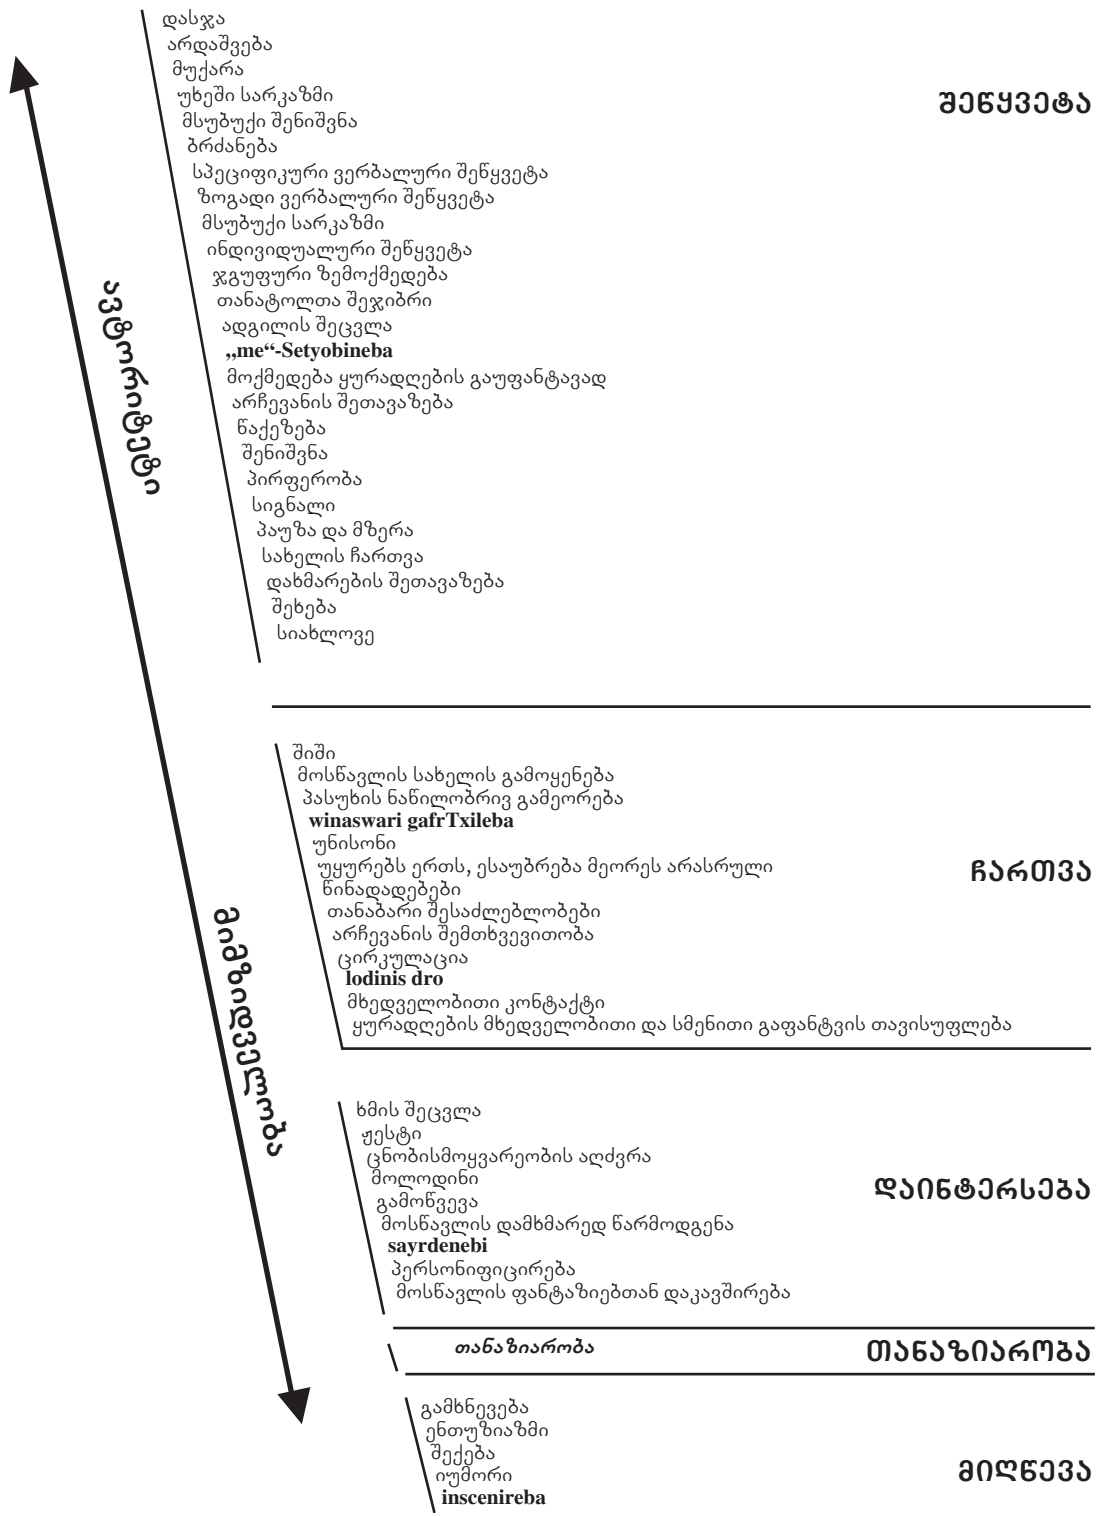 დასჯა
არდაშვება
მუქარა
უხეში სარკაზმი
მსუბუქი შენიშვნა
ბრძანება
სპეციფიკური ვერბალური შეწყვეტა
ზოგადი ვერბალური შეწყვეტა
მსუბუქი სარკაზმი
ინდივიდუალური შეწყვეტა
ჯგუფური ზემოქმედება
თანატოლთა შეჯიბრი
ადგილის შეცვლა
„me“-Setyobineba
მოქმედება ყურადღების გაუფანტავად
არჩევანის შეთავაზება
წაქეზება
შენიშვნა
პირფერობა
სიგნალი
პაუზა და მზერა
სახელის ჩართვა
დახმარების შეთავაზება
შეხება
სიახლოვე
შეწყვეტა
ავტორიტეტი
შიში
მოსწავლის სახელის გამოყენება
პასუხის ნაწილობრივ გამეორება
winaswari gafrTxileba
უნისონი
უყურებს ერთს, ესაუბრება მეორეს არასრული
წინადადებები
თანაბარი შესაძლებლობები
არჩევანის შემთხვევითობა
ცირკულაცია
lodinis dro
მხედველობითი კონტაქტი
ყურადღების მხედველობითი და სმენითი გაფანტვის თავისუფლება
ჩართვა
მიმზიდველობა
ხმის შეცვლა
ჟესტი
ცნობისმოყვარეობის აღძვრა
მოლოდინი
გამოწვევა
მოსწავლის დამხმარედ წარმოდგენა
sayrdenebi
პერსონიფიცირება
მოსწავლის ფანტაზიებთან დაკავშირება
დაინტერსება
თანაზიარობა
თანაზიარობა
გამხნევება
ენთუზიაზმი
შექება
იუმორი
inscenireba
მიღწევა